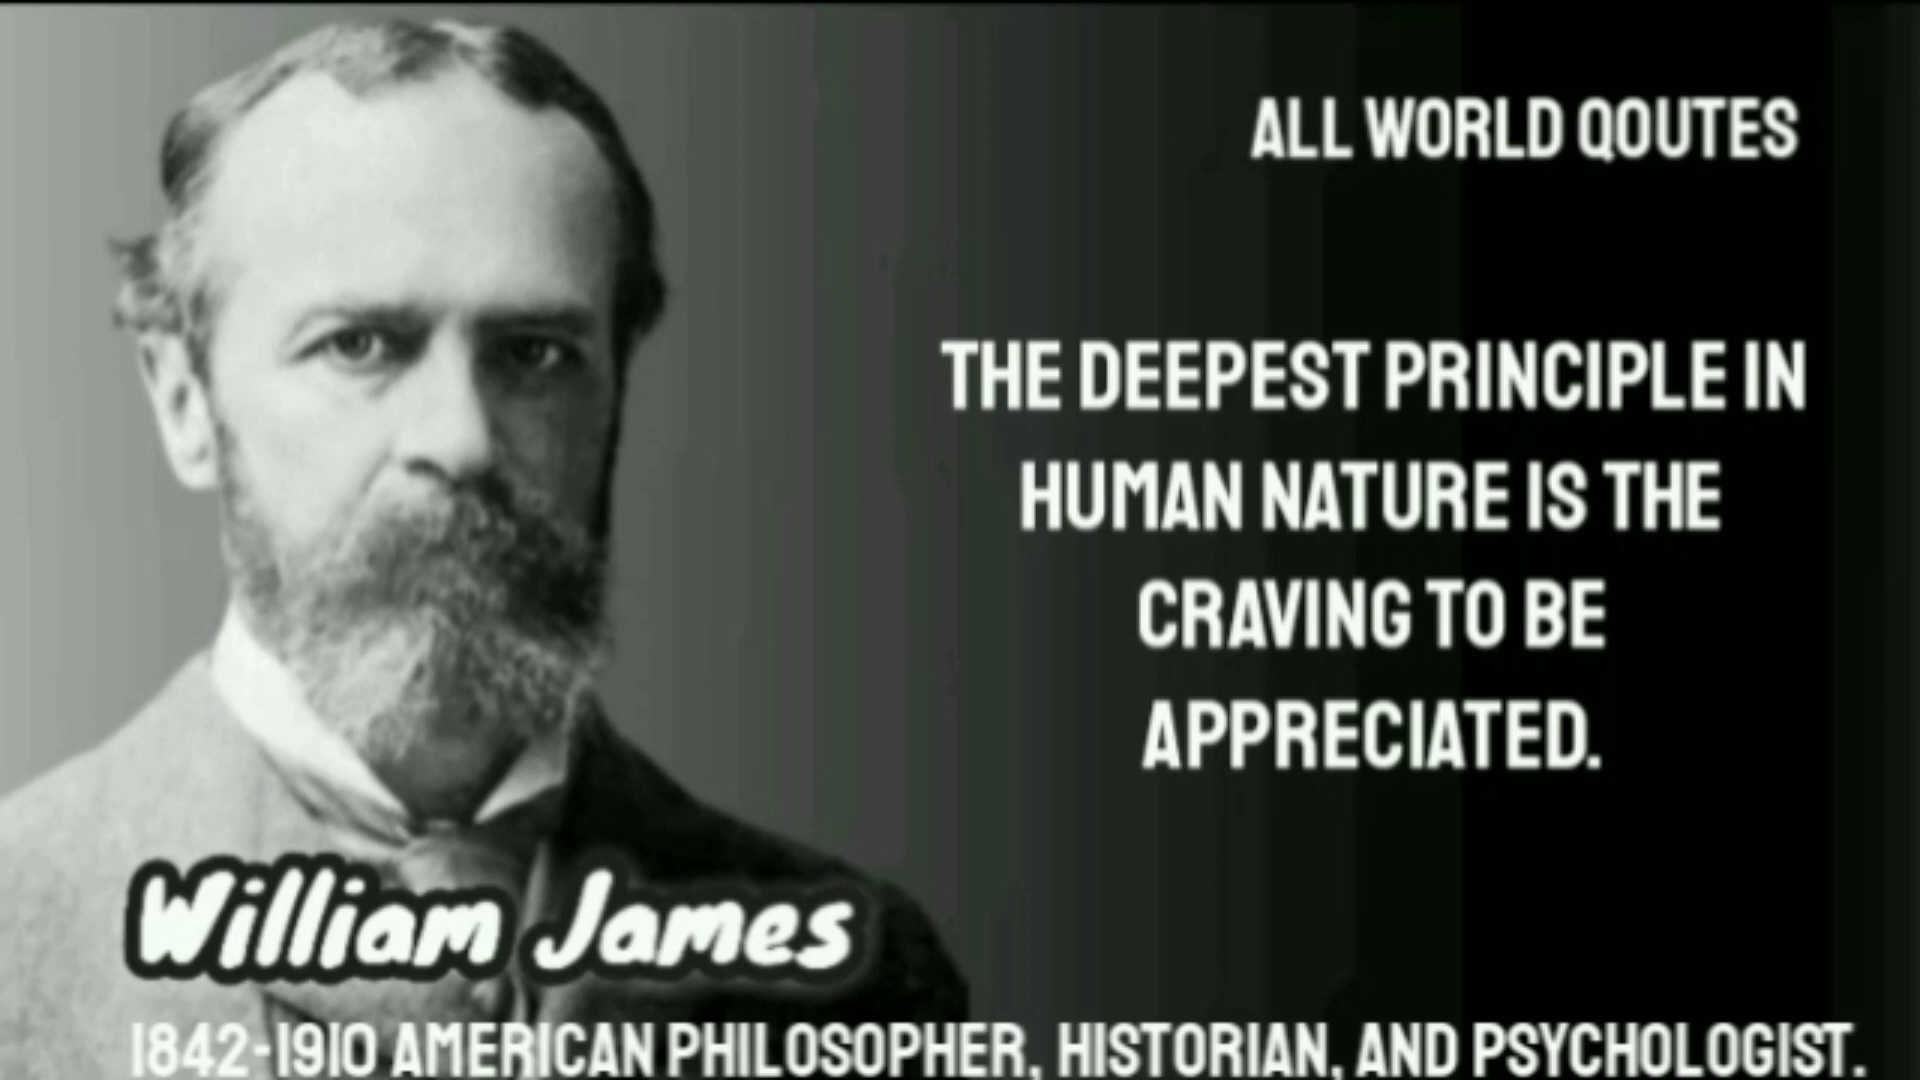 ALL WORLD QOUTES
THE DEEPEST PRINCIPLE IN
HUMAN NATURE IS THE
CRAVING TO BE
APPRECIATED.
William James
1842-1910 AMERICAN PHILOSOPHER, HISTORIAN, AND PSYCHOLOGIST.